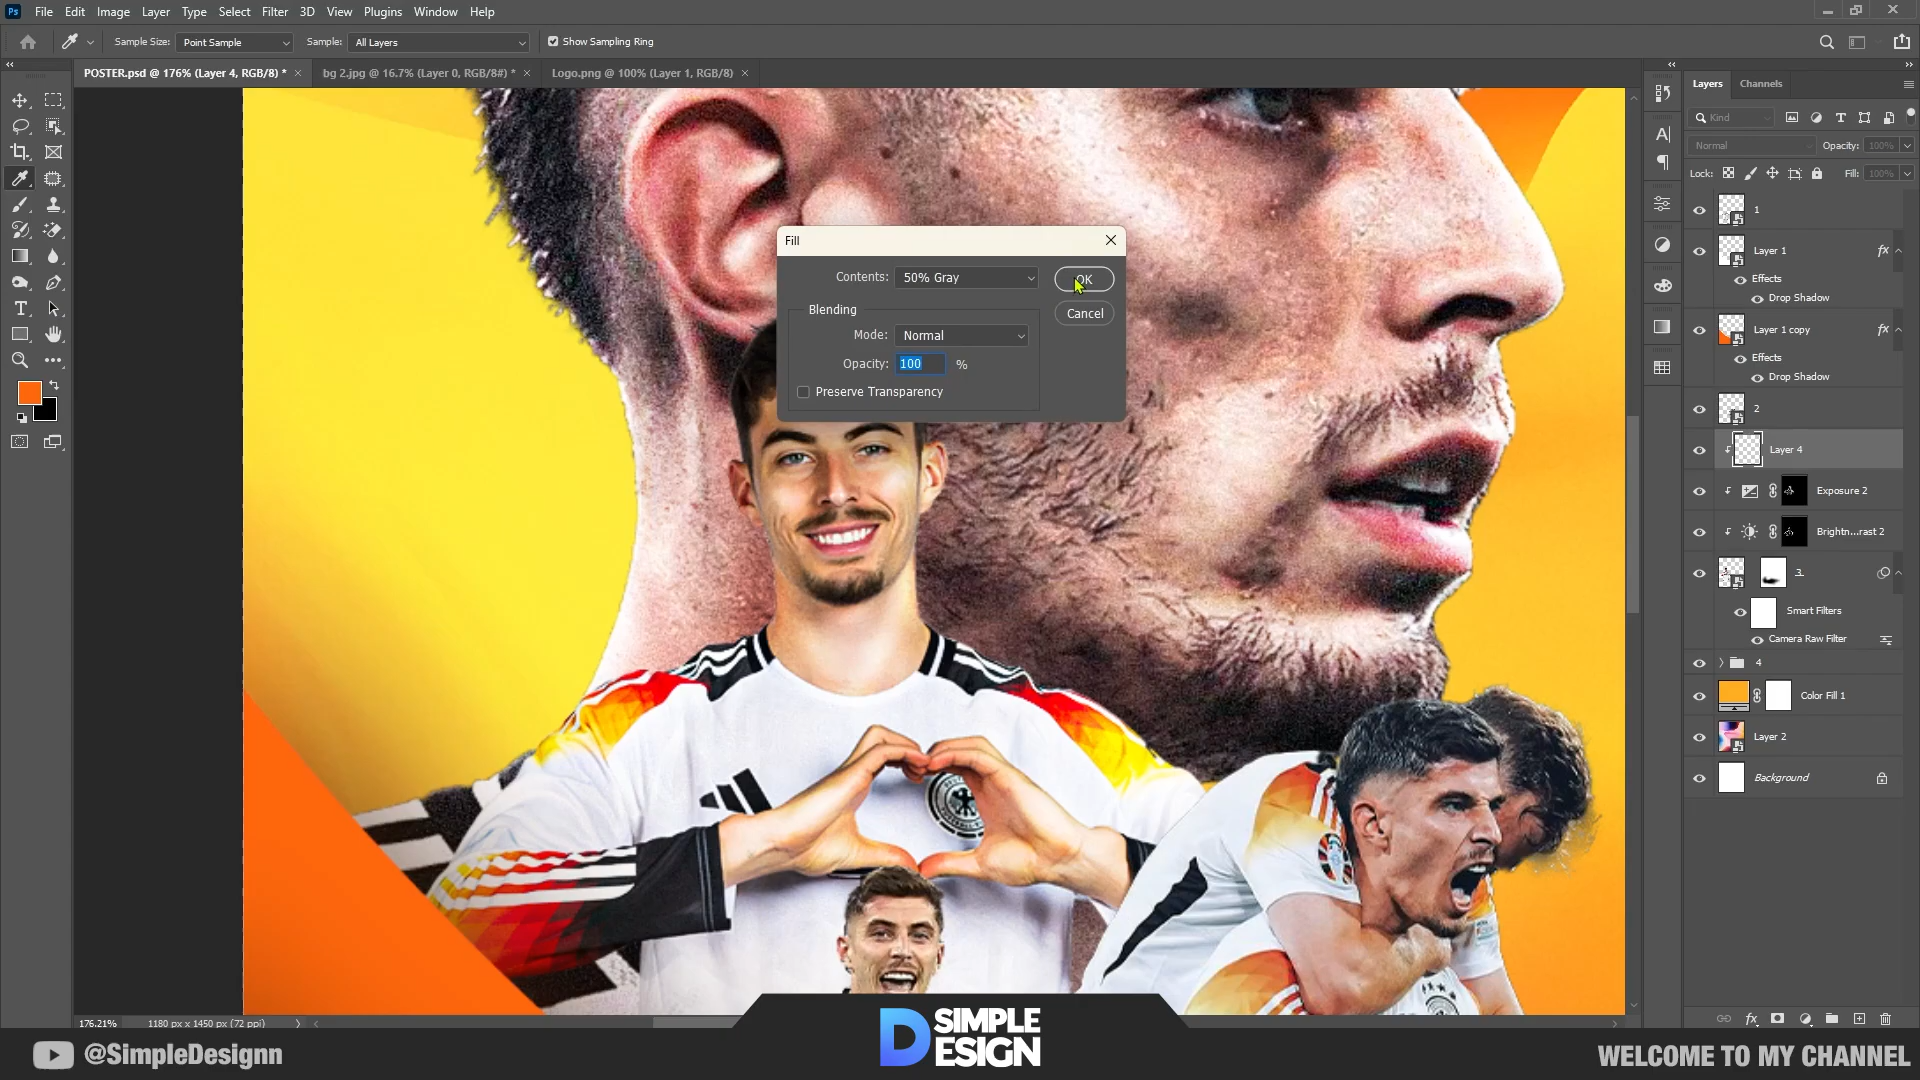 Ps File Edit Image Layer Type Select Filter 3D View Plugins Window Help
Sample Size: Point Sample Sample: All Layers Show Sampling Ring
POSTER.psd @ 176% (Layer 4, RGB/8) * bg 2.jpg @ 16.7% (Layer 0, RGB/8#) * Logo.png @ 100% (Layer 1, RGB/8)
Layers Channels
Kind
Normal Opacity: 100%
Lock: Fill: 100%
1
Layer 1 fx
Effects
Drop Shadow
Layer 1 copy fx
Effects
Drop Shadow
2
Layer 4
Exposure 2
Brightn...rast 2
3
Smart Filters
Camera Raw Filter
4
Color Fill 1
Layer 2
Background
Fill
Contents: 50% Gray OK
Blending Cancel
Mode: Normal
Opacity: 100 %
Preserve Transparency
176.21% 1180 px x 1450 px (72 ppi)
@SimpleDesignn
D SIMPLE
ESIGN
WELCOME TO MY CHANNEL